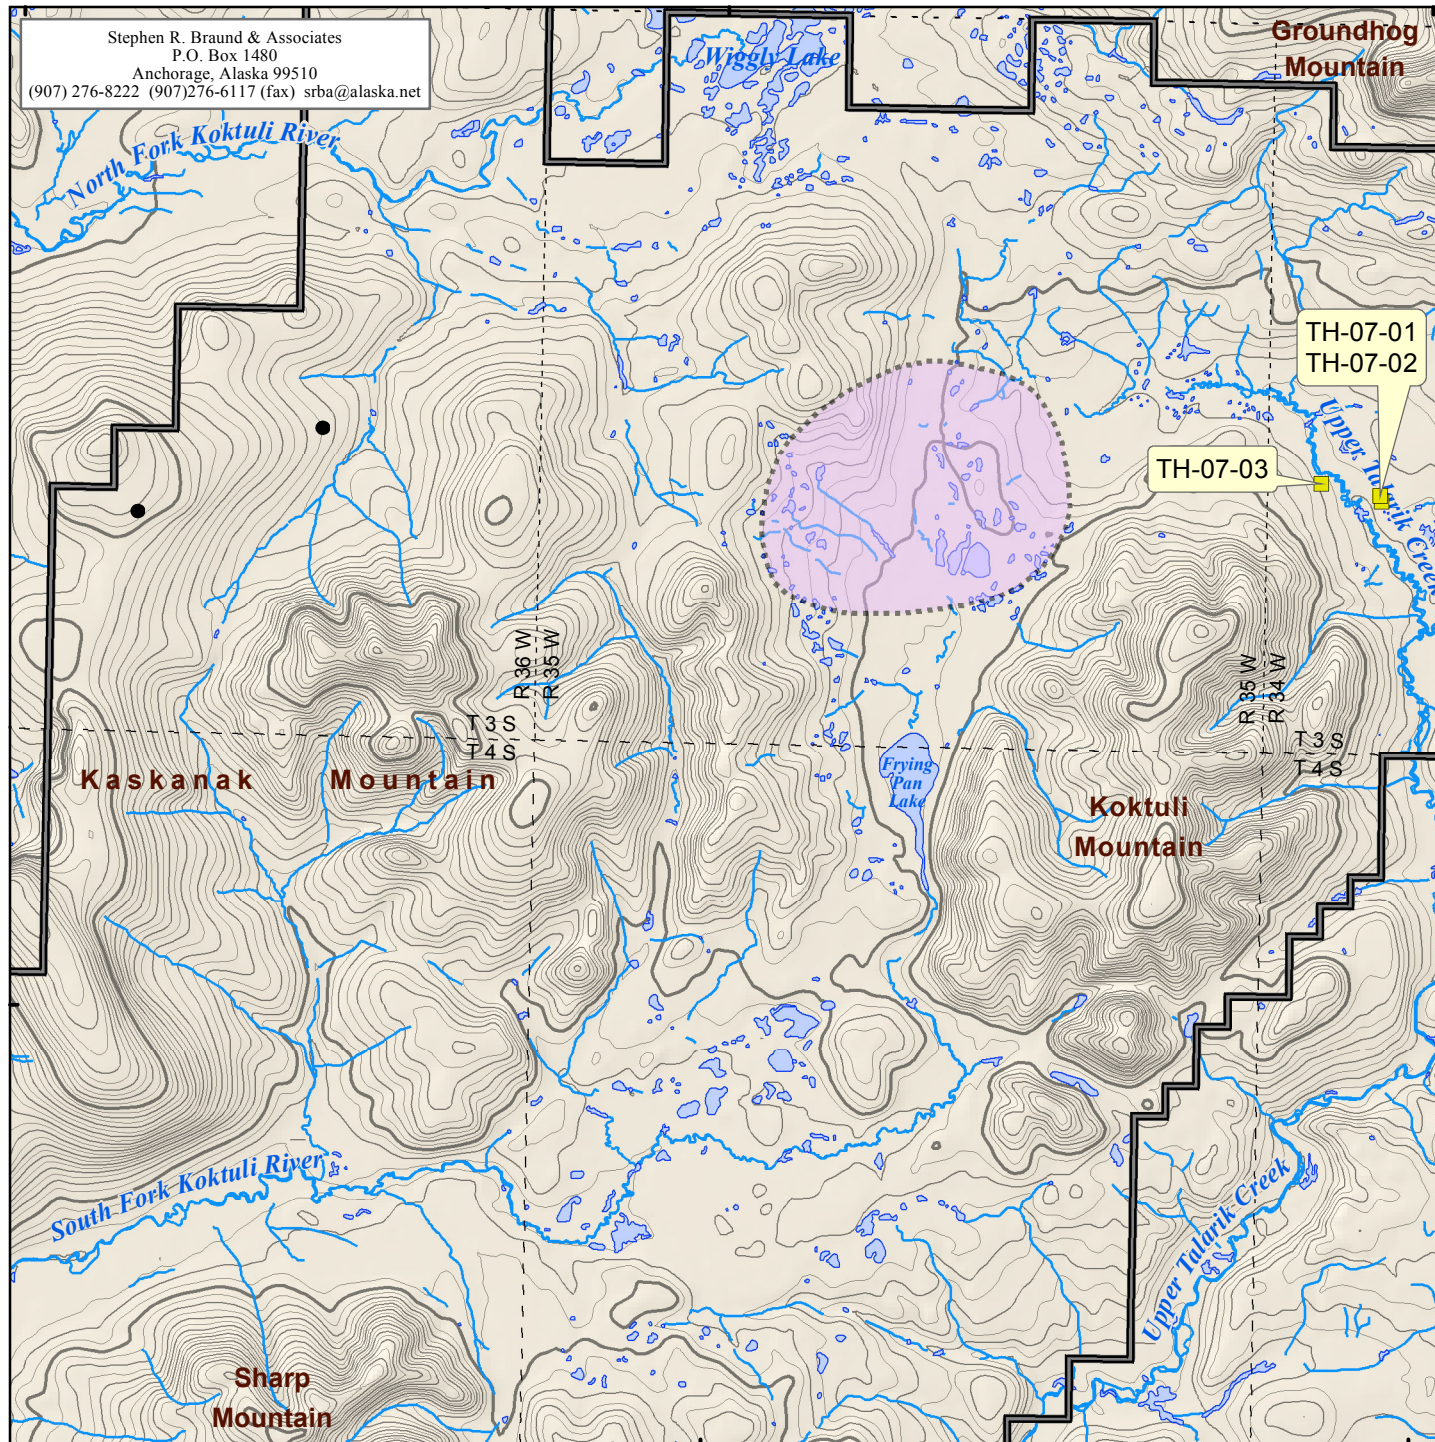 Stephen R. Braund & Associates
P.O. Box 1480
Anchorage, Alaska 99510
(907) 276-8222  (907)276-6117 (fax)  srba@alaska.net
Wiggly Lake
Groundhog
Mountain
North Fork Koktuli River
TH-07-01
TH-07-02
TH-07-03
Upper Talarik Creek
R 36 W
R 35 W
R 35 W
R 34 W
T 3 S
T 4 S
T 3 S
T 4 S
Kaskanak Mountain
Frying
Pan
Lake
Koktuli
Mountain
South Fork Koktuli River
Upper Talarik Creek
Sharp
Mountain